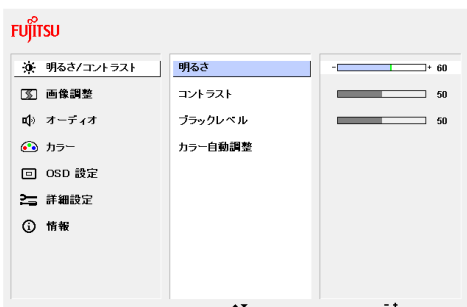 FUJITSU
明るさ/コントラスト
画像調整
オーディオ
カラー
OSD 設定
詳細設定
情報
明るさ
コントラスト
ブラックレベル
カラー自動調整
- + 60
50
50